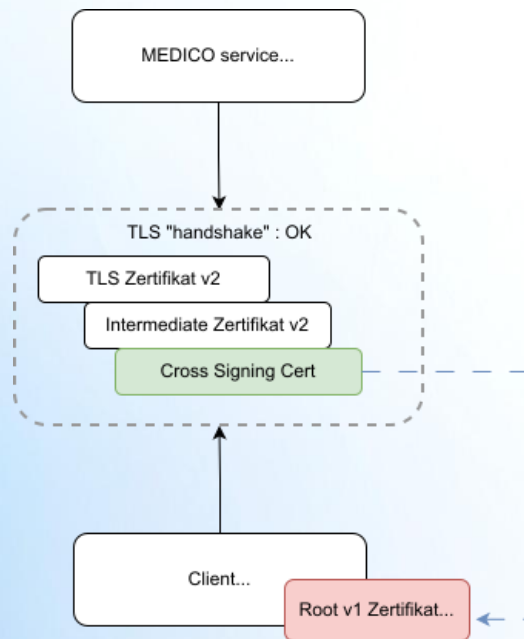 MEDICO service...
TLS "handshake" : OK
TLS Zertifikat v2
Intermediate Zertifikat v2
Cross Signing Cert
Client...
Root v1 Zertifikat...